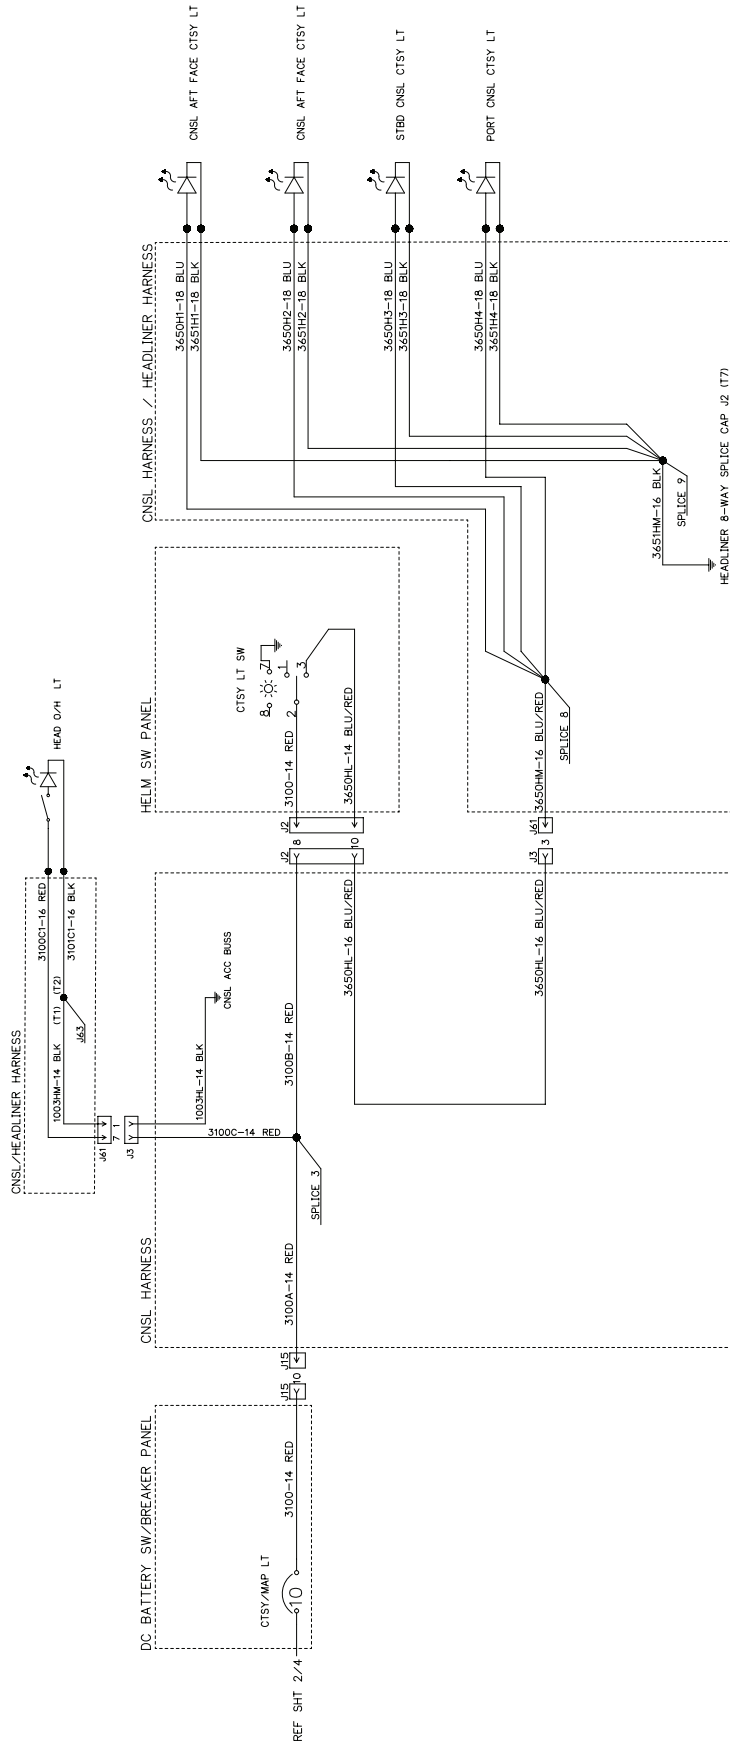 CNSL AFT FACE CTSY LT
CNSL AFT FACE CTSY LT
STBD CNSL CTSY LT
PORT CNSL CTSY LT
CNSL HARNESS / HEADLINER HARNESS
3650H1-18 BLU
3651H1-18 BLK
3650H2-18 BLU
3651H2-18 BLK
3650H3-18 BLU
3651H3-18 BLK
3650H4-18 BLU
3651H4-18 BLK
3651HM-16 BLK
SPLICE 9
HEADLINER 8-WAY SPLICE CAP J2 (T7)
HELM SW PANEL
CTSY LT SW
8
7
1
2
3
3100-14 RED
3650HL-14 BLU/RED
3650HM-16 BLU/RED
SPLICE 8
HEAD O/H LT
J2
8
10
J2
J61
3
J3
CNSL/HEADLINER HARNESS
3100C1-16 RED
3101C1-16 BLK
(T1) (T2)
1003HM-14 BLK
J63
J61
7
1
J3
CNSL ACC BUSS
1003HL-14 BLK
3100C-14 RED
3100B-14 RED
3650HL-16 BLU/RED
3650HL-16 BLU/RED
SPLICE 3
3100A-14 RED
CNSL HARNESS
J15
10
J15
DC BATTERY SW/BREAKER PANEL
3100-14 RED
CTSY/MAP LT
10
REF SHT 2/4